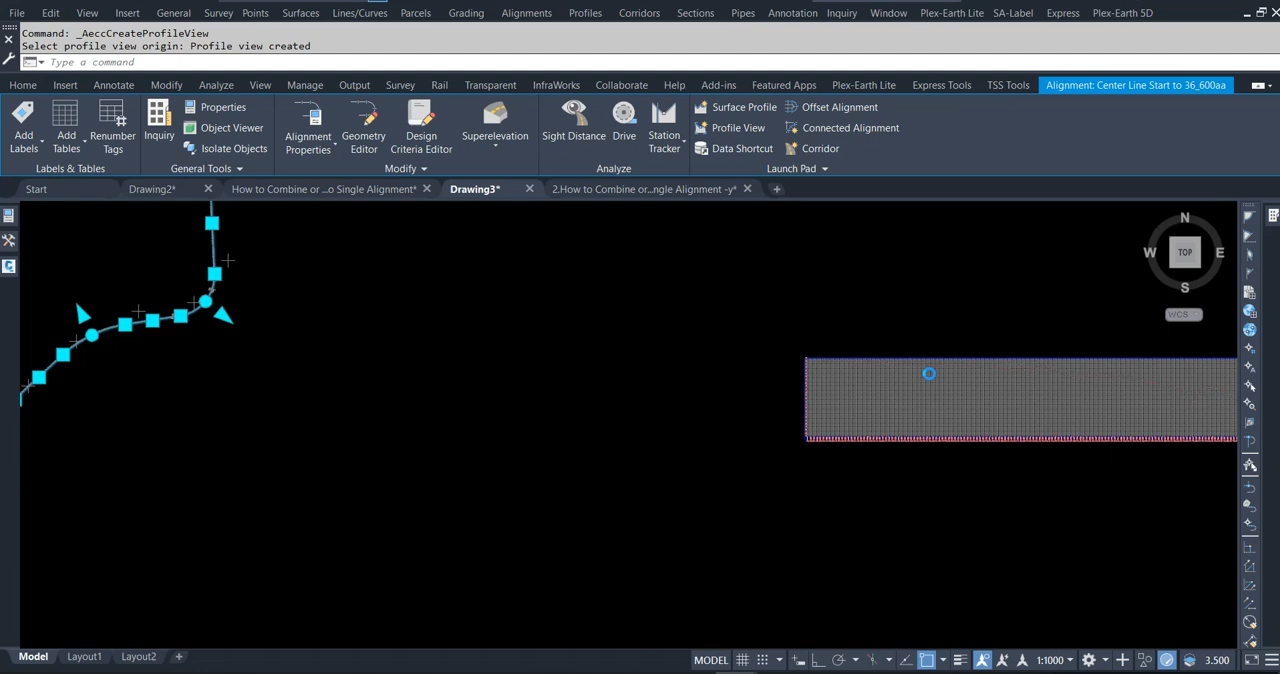 File Edit View Insert General Survey Points Surfaces Lines/Curves Parcels Grading Alignments Profiles Corridors Sections Pipes Annotation Inquiry Window Plex-Earth Lite SA-Label Express Plex-Earth 5D
Command: _AeccCreateProfileView
Select profile view origin: Profile view created
Type a command
Home Insert Annotate Modify Analyze View Manage Output Survey Rail Transparent InfraWorks Collaborate Help Add-ins Featured Apps Plex-Earth Lite Express Tools TSS Tools Alignment: Center Line Start to 36_600aa
Add Labels
Add Tables
Renumber Tags
Inquiry
Properties
Object Viewer
Isolate Objects
Alignment Properties
Geometry Editor
Design Criteria Editor
Superelevation
Sight Distance
Drive
Station Tracker
Surface Profile
Offset Alignment
Profile View
Connected Alignment
Data Shortcut
Corridor
Labels & Tables General Tools Modify Analyze Launch Pad
Start Drawing2* How to Combine or ...o Single Alignment* Drawing3* 2.How to Combine or...ngle Alignment -y*
N
W TOP E
S
WCS
Model Layout1 Layout2 MODEL 1:1000 3.500